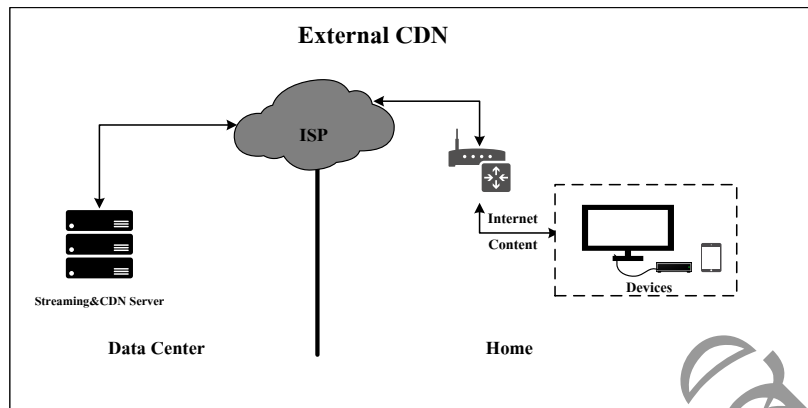 External CDN
ISP
Internet
Content
Devices
Streaming&CDN Server
Data Center
Home